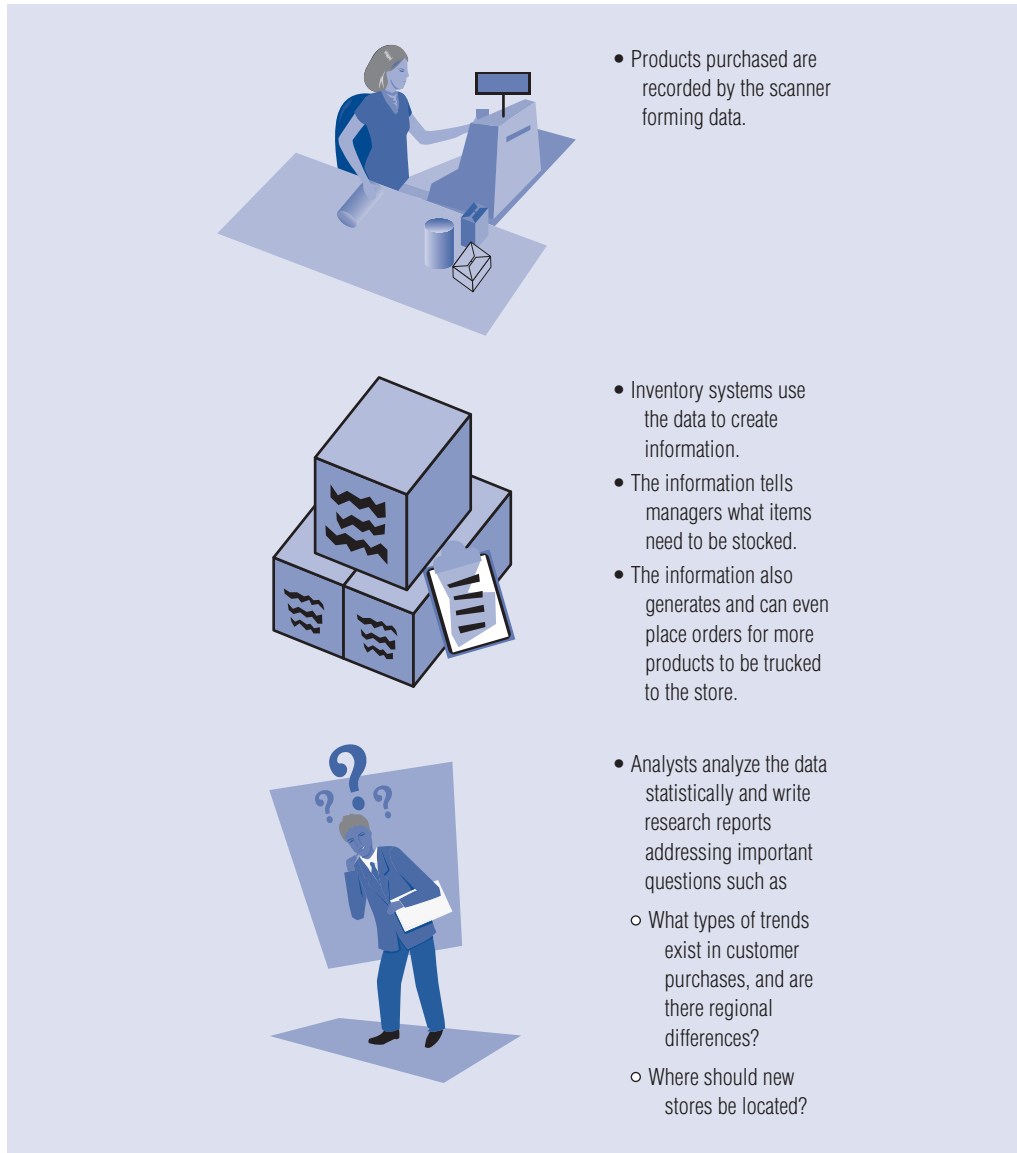 • Products purchased are
recorded by the scanner
forming data.
• Inventory systems use
the data to create
information.
• The information tells
managers what items
need to be stocked.
• The information also
generates and can even
place orders for more
products to be trucked
to the store.
? ? ?
• Analysts analyze the data
statistically and write
research reports
addressing important
questions such as
○ What types of trends
exist in customer
purchases, and are
there regional
differences?
○ Where should new
stores be located?